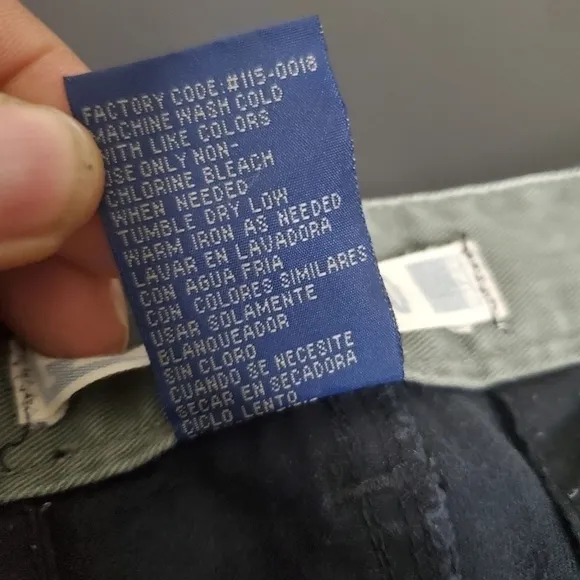 FACTORY CODE:#115-0018
MACHINE WASH COLD
WITH LIKE COLORS
USE ONLY NON-
CHLORINE BLEACH
WHEN NEEDED
TUMBLE DRY LOW
WARM IRON AS NEEDED
LAVAR EN LAVADORA
CON AGUA FRIA
CON COLORES SIMILARES
USAR SOLAMENTE
BLANQUEADOR
SIN CLORO
CUANDO SE NECESITE
SECAR EN SECADORA
CICLO LENTO